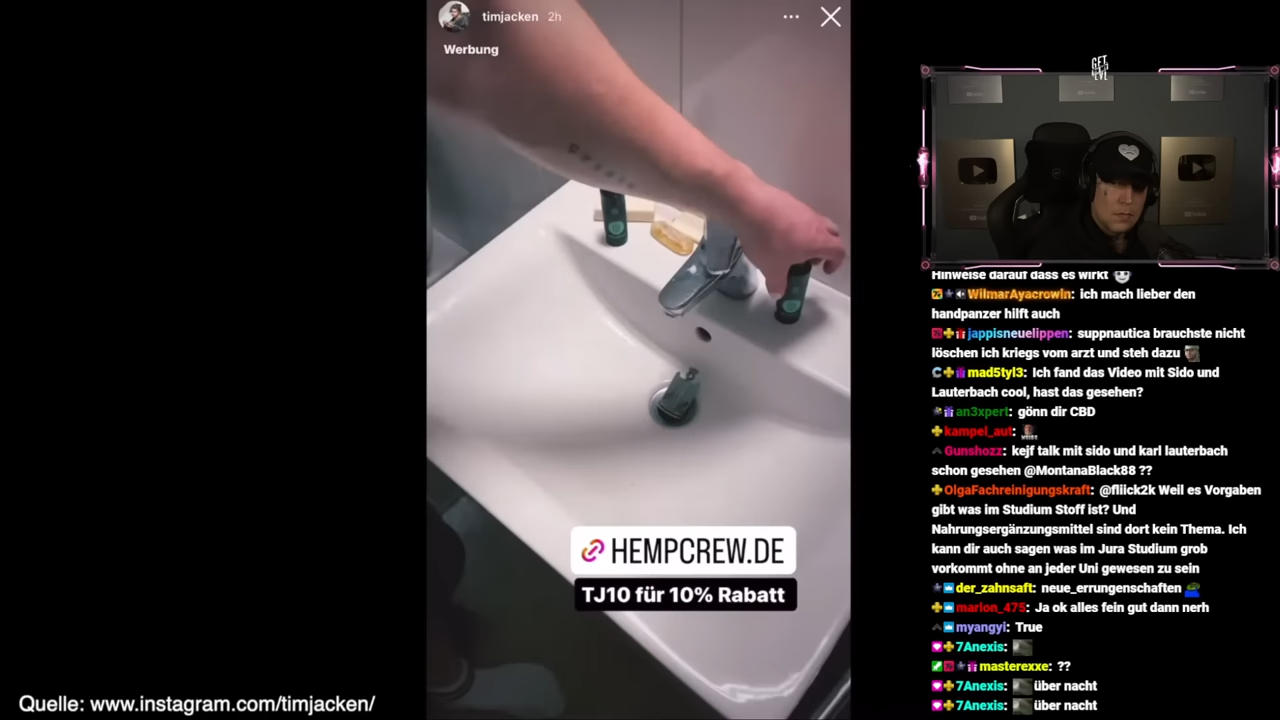 timjacken 2h
Werbung
HEMPCREW.DE
TJ10 für 10% Rabatt
Quelle: www.instagram.com/timjacken/
GET
EVL
Hinweise darauf dass es wirkt
WilmarAyacrowin: ich mach lieber den
handpanzer hilft auch
jappisneuelippen: suppnautica brauchste nicht
löschen ich kriegs vom arzt und steh dazu
mad5tyl3: Ich fand das Video mit Sido und
Lauterbach cool, hast das gesehen?
an3xpert: gönn dir CBD
kampel_aut:
Gunshozz: kejf talk mit sido und karl lauterbach
schon gesehen @MontanaBlack88 ??
OlgaFachreinigungskraft: @fliick2k Weil es Vorgaben
gibt was im Studium Stoff ist? Und
Nahrungsergänzungsmittel sind dort kein Thema. Ich
kann dir auch sagen was im Jura Studium grob
vorkommt ohne an jeder Uni gewesen zu sein
der_zahnsaft: neue_errungenschaften
marlon_475: Ja ok alles fein gut dann nerh
myangyi: True
7Anexis:
masterexxe: ??
7Anexis: über nacht
7Anexis: über nacht